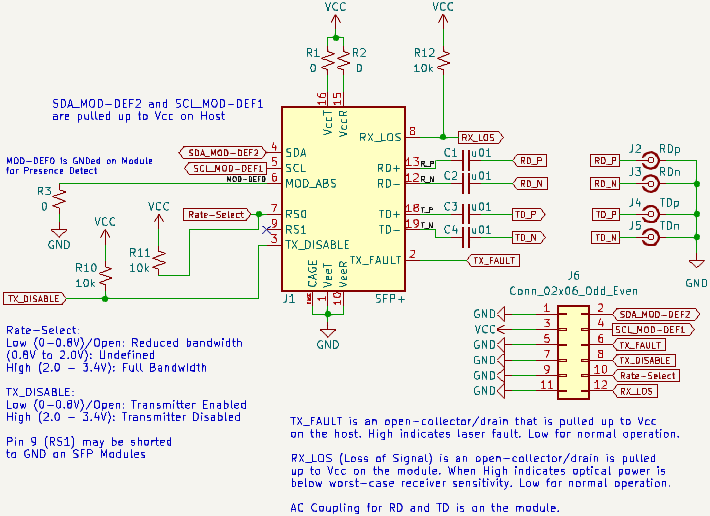 VCC
VCC
R1
0
R2
0
R12
10k
SDA_MOD-DEF2 and SCL_MOD-DEF1
are pulled up to Vcc on Host
16
15
VccT
VccR
RX_LOS
8
RX_LOS
MOD-DEF0 is GNDed on Module
for Presence Detect
SDA_MOD-DEF2
4
SDA
SCL_MOD-DEF1
5
SCL
MOD-DEF0
6
MOD_ABS
RD+
13
R_P
C1
u01
RD_P
RD-
12
R_N
C2
u01
RD_N
RD_P
J2
RDp
RD_N
J3
RDn
R3
0
GND
Rate-Select
7
RS0
9
RS1
3
TX_DISABLE
TD+
18
T_P
C3
u01
TD_P
TD-
19
T_N
C4
u01
TD_N
TD_P
J4
TDp
TD_N
J5
TDn
GND
VCC
VCC
R10
10k
R11
10k
TX_DISABLE
TX_FAULT
2
TX_FAULT
CAGE
VeeT
VeeR
1
10
J1
SFP+
GND
J6
Conn_02x06_Odd_Even
GND
1
2
SDA_MOD-DEF2
VCC
3
4
SCL_MOD-DEF1
GND
5
6
TX_FAULT
GND
7
8
TX_DISABLE
GND
9
10
Rate-Select
GND
11
12
RX_LOS
Rate-Select:
Low (0-0.8V)/Open: Reduced bandwidth
(0.8V to 2.0V): Undefined
High (2.0 - 3.4V): Full Bandwidth
TX_DISABLE:
Low (0-0.8V)/Open: Transmitter Enabled
High (2.0 - 3.4V): Transmitter Disabled
Pin 9 (RS1) may be shorted
to GND on SFP Modules
TX_FAULT is an open-collector/drain that is pulled up to Vcc
on the host. High indicates laser fault. Low for normal operation.
RX_LOS (Loss of Signal) is an open-collector/drain is pulled
up to Vcc on the module. When High indicates optical power is
below worst-case receiver sensitivity. Low for normal operation.
AC Coupling for RD and TD is on the module.